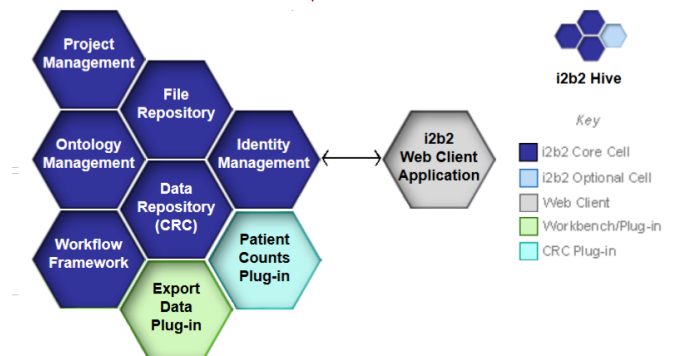 Project
Management
File
Repository
Ontology
Management
Identity
Management
Data
Repository
(CRC)
Workflow
Framework
Patient
Counts
Plug-in
Export
Data
Plug-in
i2b2
Web Client
Application
i2b2 Hive
Key
i2b2 Core Cell
i2b2 Optional Cell
Web Client
Workbench/Plug-in
CRC Plug-in